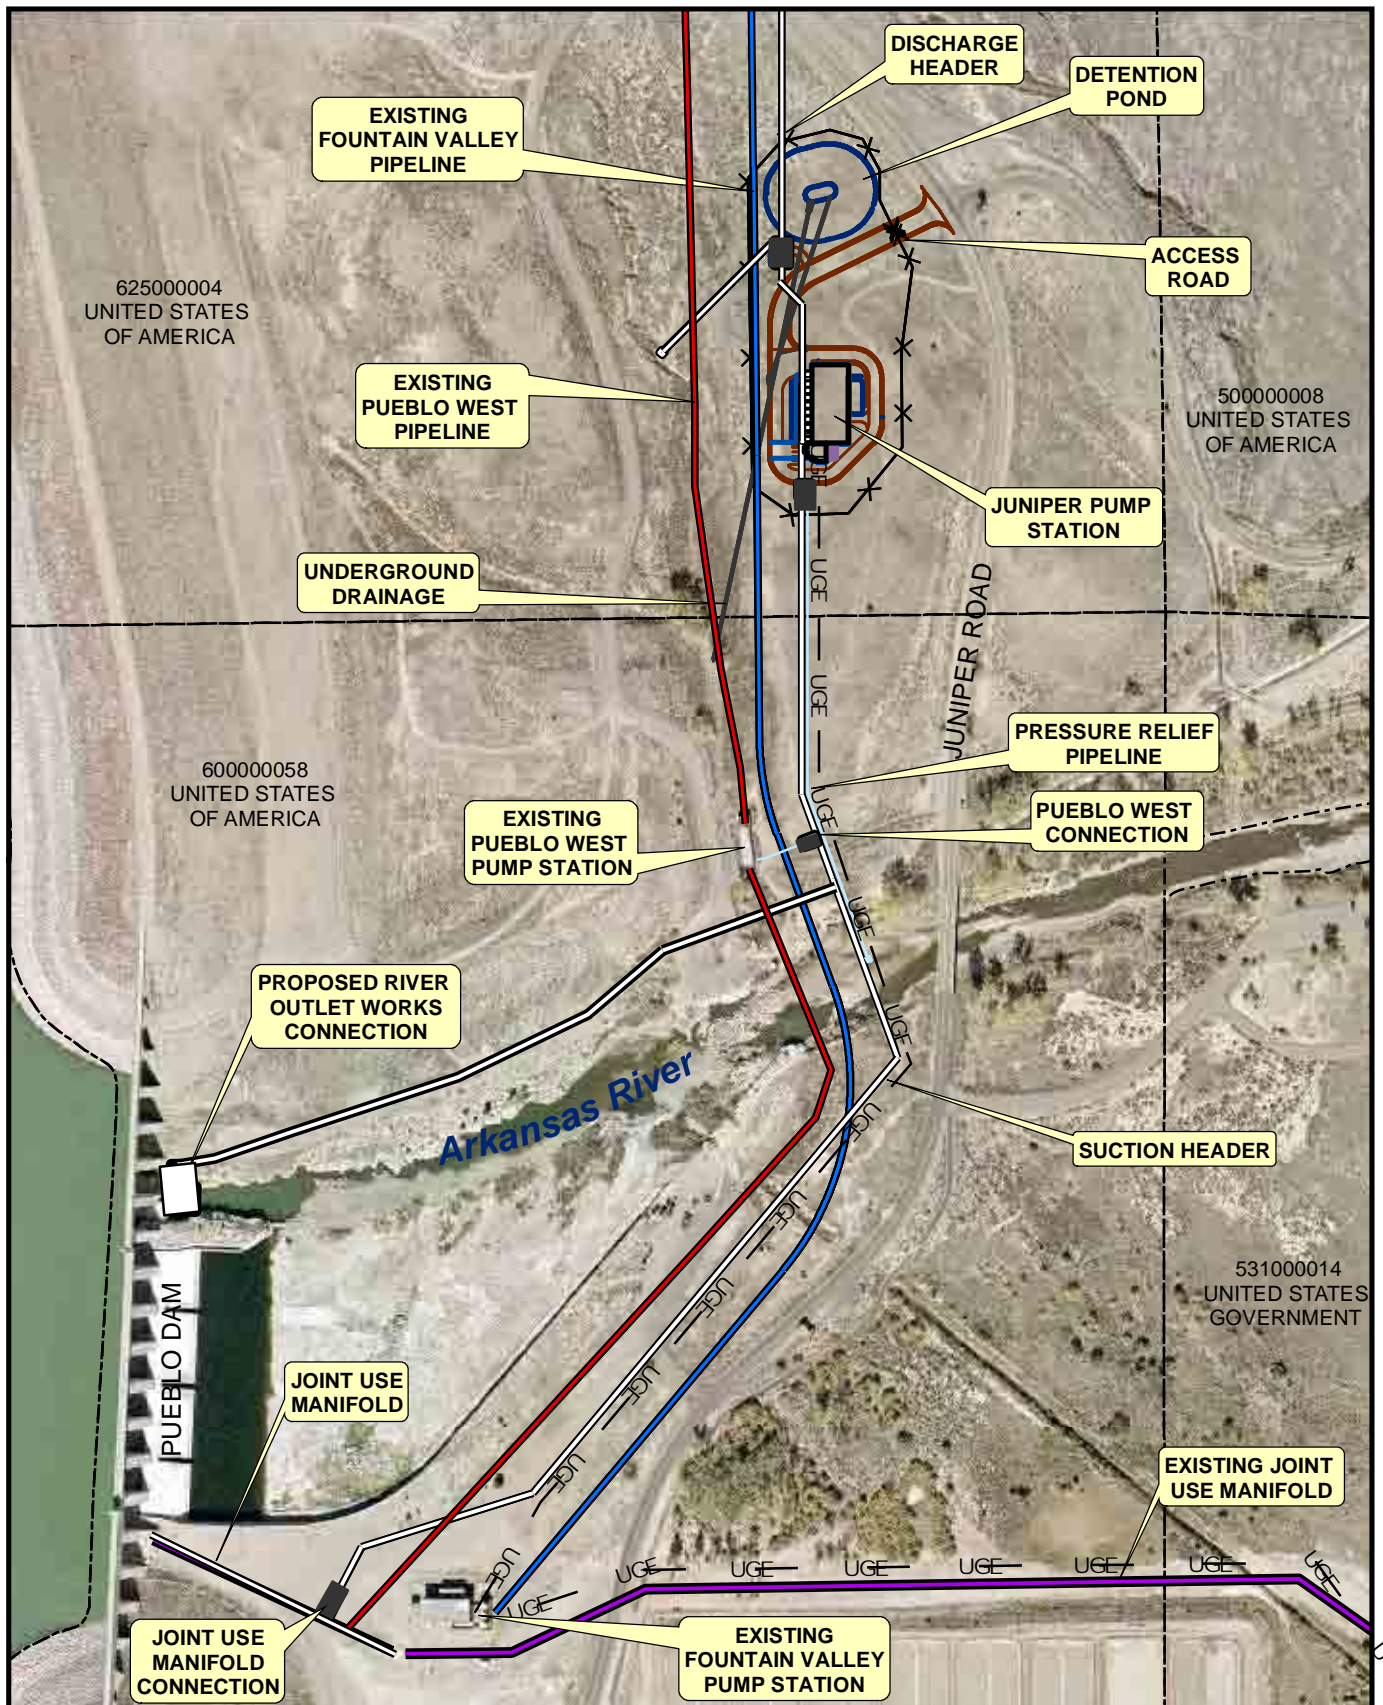 DISCHARGE
HEADER
DETENTION
POND
EXISTING
FOUNTAIN VALLEY
PIPELINE
ACCESS
ROAD
625000004
UNITED STATES
OF AMERICA
EXISTING
PUEBLO WEST
PIPELINE
500000008
UNITED STATES
OF AMERICA
UGE
JUNIPER PUMP
STATION
UNDERGROUND
DRAINAGE
UGE
JUNIPER ROAD
UGE
PRESSURE RELIEF
PIPELINE
600000058
UNITED STATES
OF AMERICA
UGE
PUEBLO WEST
CONNECTION
EXISTING
PUEBLO WEST
PUMP STATION
UGE
PROPOSED RIVER
OUTLET WORKS
CONNECTION
UGE
Arkansas River
UGE
SUCTION HEADER
UGE
531000014
UNITED STATES
GOVERNMENT
PUEBLO DAM
UGE
JOINT USE
MANIFOLD
UGE
UGE
EXISTING JOINT
USE MANIFOLD
UGE
UGE
UGE
UGE
UGE
UGE
UGE
UGE
UGE
JOINT USE
MANIFOLD
CONNECTION
EXISTING
FOUNTAIN VALLEY
PUMP STATION